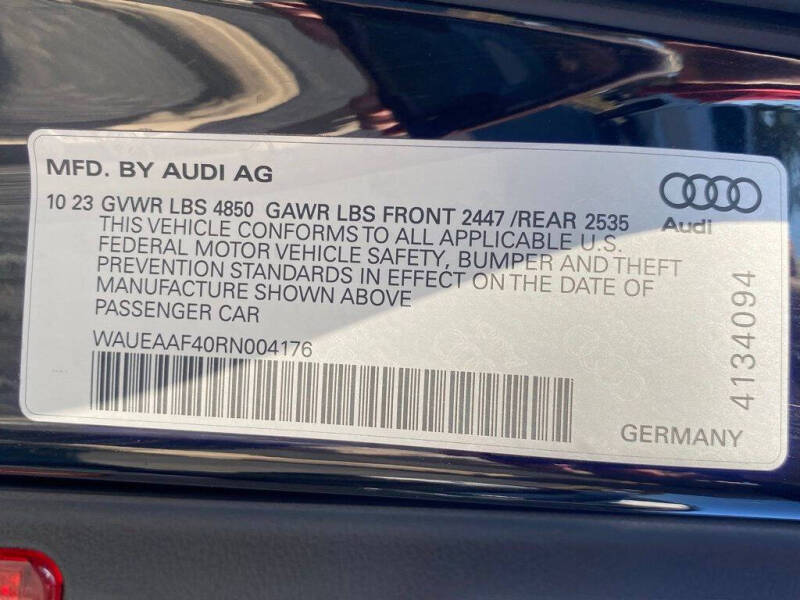 MFD. BY AUDI AG
10 23 GVWR LBS 4850 GAWR LBS FRONT 2447 /REAR 2535
THIS VEHICLE CONFORMS TO ALL APPLICABLE U.S.
FEDERAL MOTOR VEHICLE SAFETY, BUMPER AND THEFT
PREVENTION STANDARDS IN EFFECT ON THE DATE OF
MANUFACTURE SHOWN ABOVE
PASSENGER CAR
WAUEAAF40RN004176
Audi
4134094
GERMANY